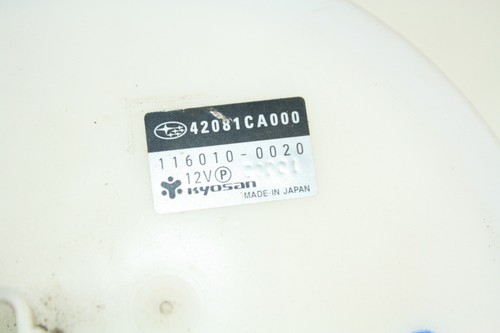 42081CA000
116010-0020
12V P
Kyosan
MADE IN JAPAN